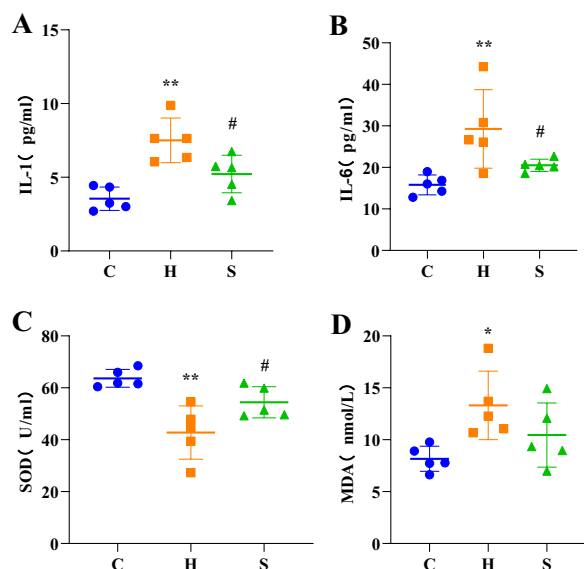 A
IL-1( pg/ml)
15
10
5
0
**
#
C H S
B
IL-6( pg/ml)
50
40
30
20
10
0
**
#
C H S
C
SOD( U/ml)
80
60
40
20
0
**
#
C H S
D
MDA( nmol/L)
20
15
10
5
0
*
C H S